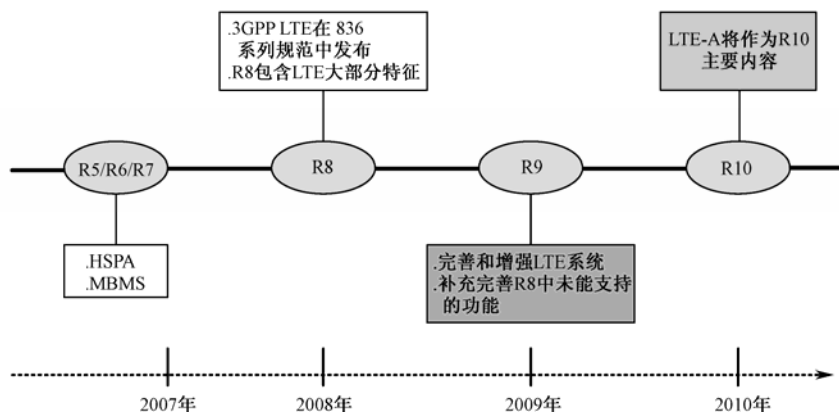 .3GPP LTE在 836
系列规范中发布
.R8包含LTE大部分特征
LTE-A将作为R10
主要内容
R5/R6/R7
R8
R9
R10
.HSPA
.MBMS
.完善和增强LTE系统
.补充完善R8中未能支持
的功能
2007年
2008年
2009年
2010年